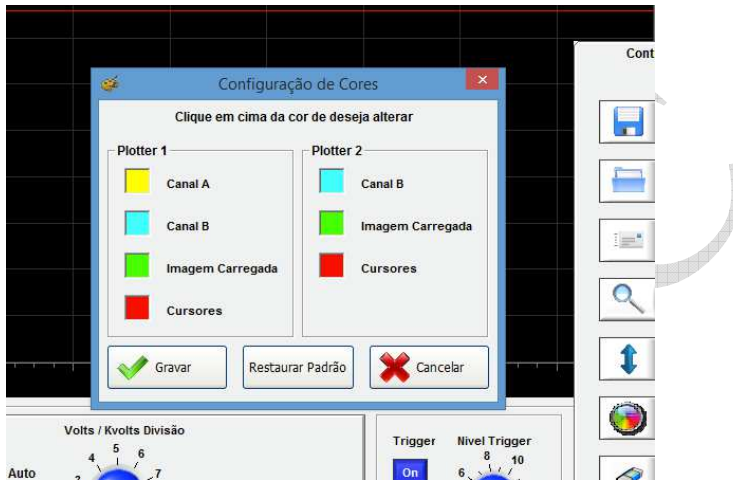 Cont
Configuração de Cores
Clique em cima da cor de deseja alterar
Plotter 1
Plotter 2
Canal A
Canal B
Canal B
Imagem Carregada
Imagem Carregada
Cursores
Cursores
Gravar
Restaurar Padrão
Cancelar
Volts / Kvolts Divisão
Trigger
Nivel Trigger
4 5 6
7
8 10
6
Auto
On